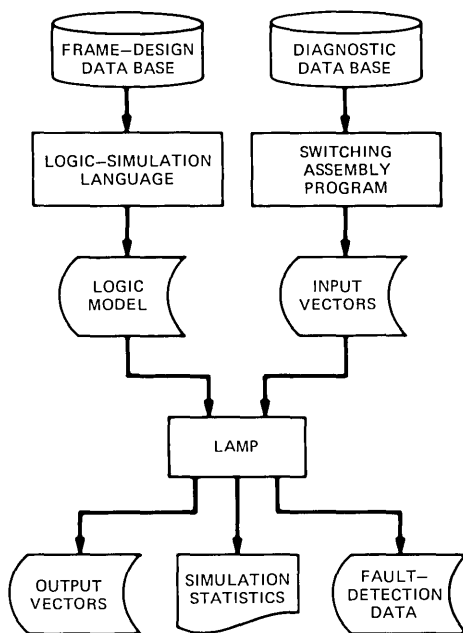 FRAME–DESIGN
DATA BASE
DIAGNOSTIC
DATA BASE
LOGIC–SIMULATION
LANGUAGE
SWITCHING
ASSEMBLY
PROGRAM
LOGIC
MODEL
INPUT
VECTORS
LAMP
OUTPUT
VECTORS
SIMULATION
STATISTICS
FAULT–
DETECTION
DATA